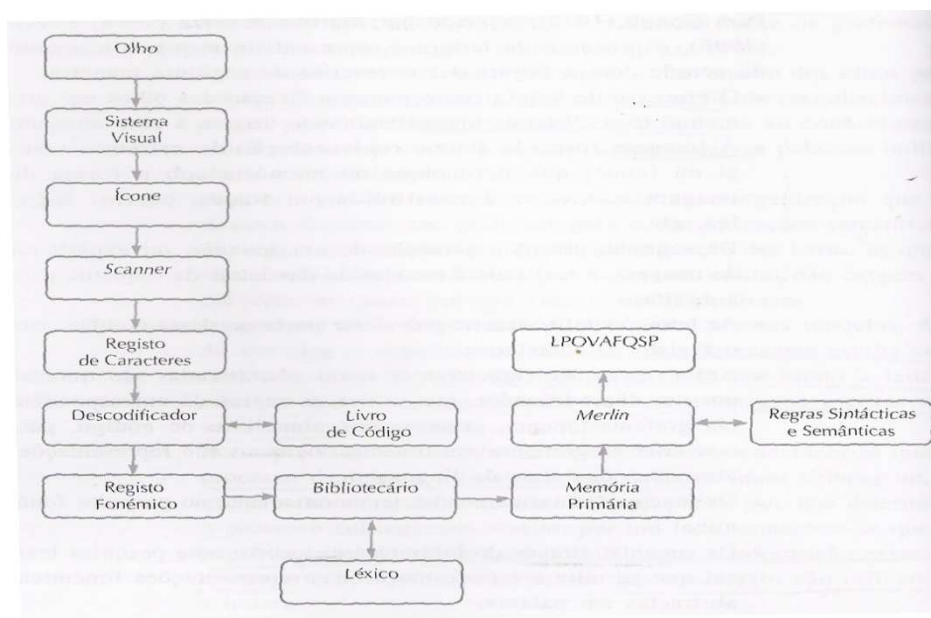 Olho
Sistema
Visual
Ícone
Scanner
Registo
de Caracteres
LPOVAFQSP
Descodificador
Livro
de Código
Merlin
Regras Sintácticas
e Semânticas
Registo
Fonémico
Bibliotecário
Memória
Primária
Léxico